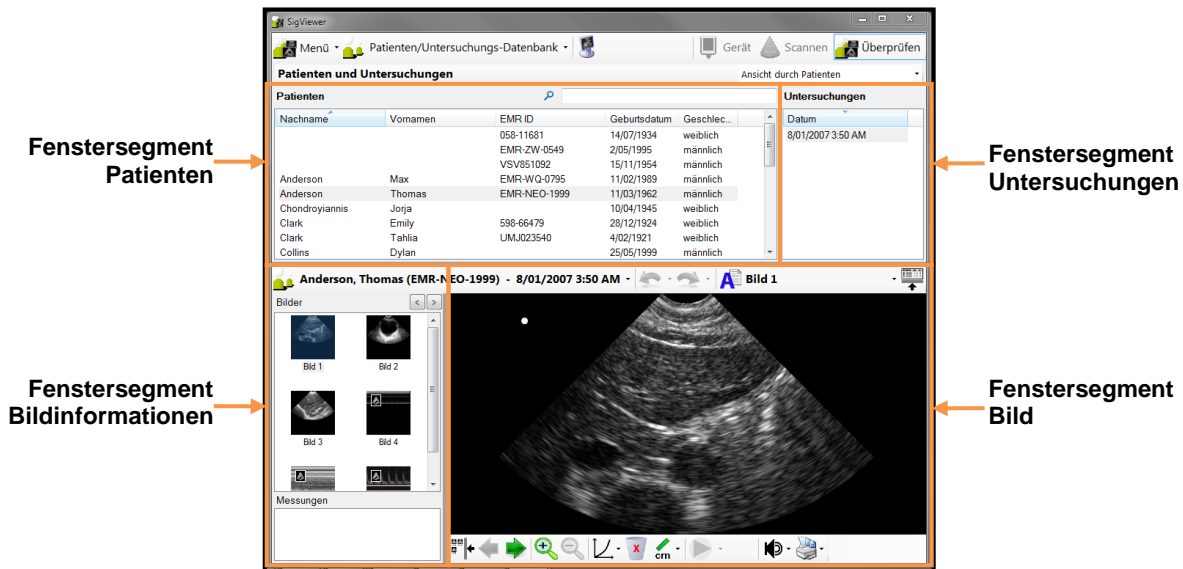 SigViewer
Menü Patienten/Untersuchungs-Datenbank Gerät Scannen Überprüfen
Patienten und Untersuchungen Ansicht durch Patienten
Patienten Untersuchungen
Nachname Vornamen EMR ID Geburtsdatum Geschlec... Datum
058-11681 14/07/1934 weiblich 8/01/2007 3:50 AM
EMR-ZW-0549 2/05/1995 männlich
VSV851092 15/11/1954 männlich
Anderson Max EMR-WQ-0795 11/02/1989 männlich
Anderson Thomas EMR-NEO-1999 11/03/1962 männlich
Chondroyiannis Jorja 10/04/1945 weiblich
Clark Emily 598-66479 28/12/1924 weiblich
Clark Tahlia UMJ023540 4/02/1921 weiblich
Collins Dylan 25/05/1999 männlich
Fenstersegment
Patienten
Fenstersegment
Untersuchungen
Anderson, Thomas (EMR-NEO-1999) - 8/01/2007 3:50 AM A Bild 1
Bilder < >
Bild 1 Bild 2
Bild 3 Bild 4
Messungen
x cm
Fenstersegment
Bildinformationen
Fenstersegment
Bild